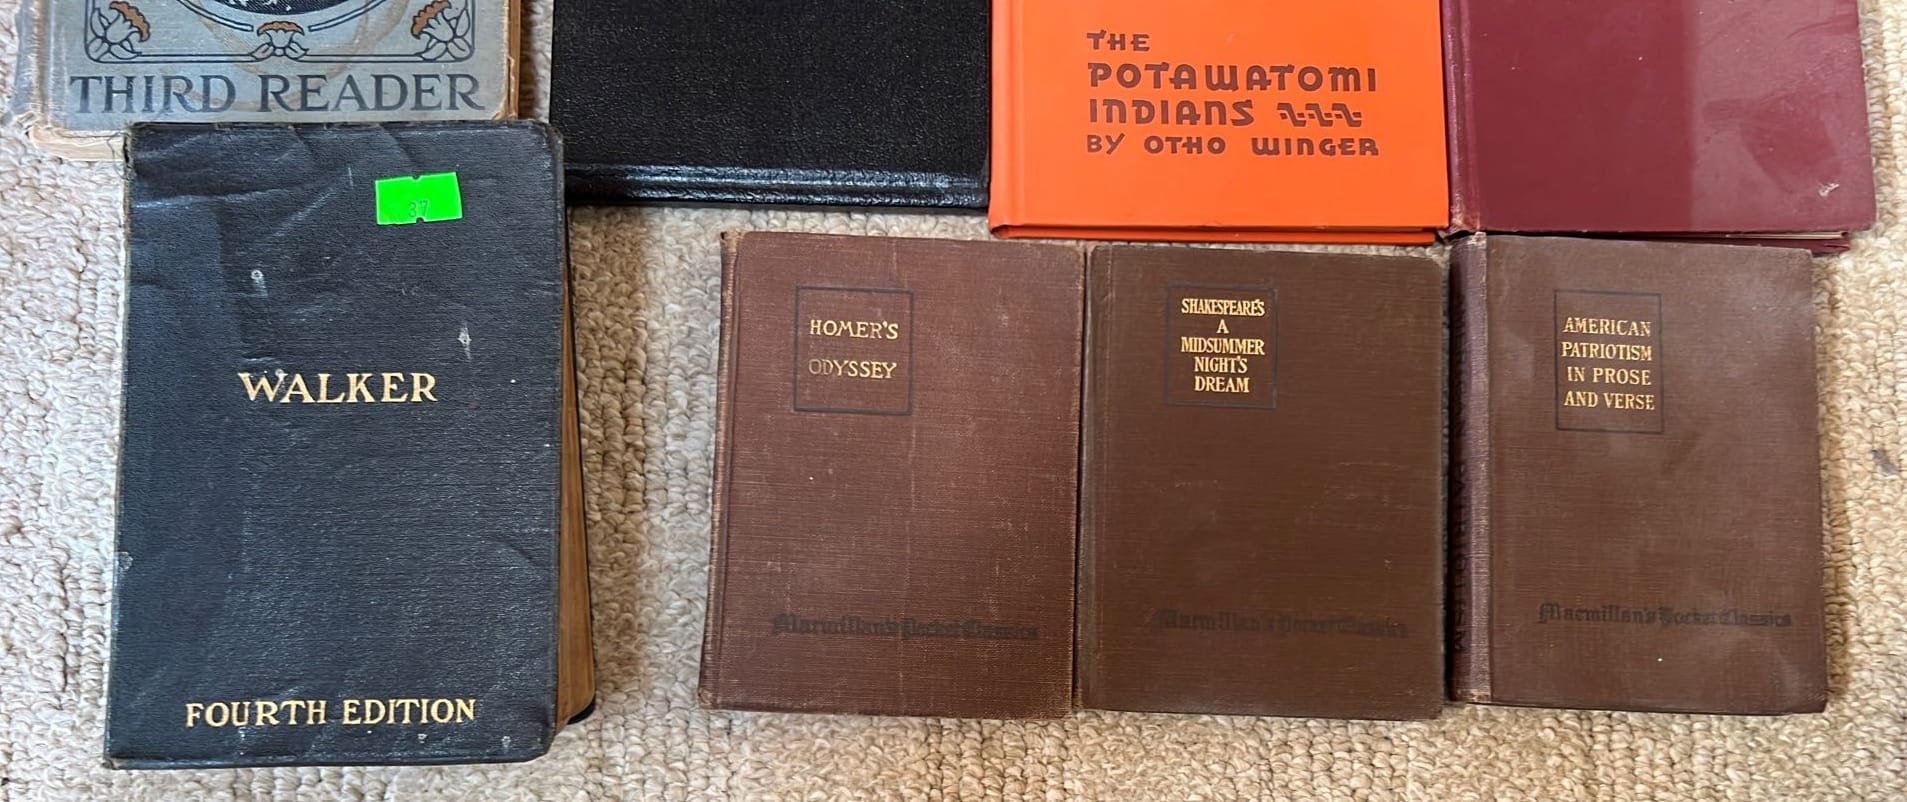 THIRD READER
THE
POTAWATOMI
INDIANS
BY OTHO WINGER
37
WALKER
FOURTH EDITION
HOMER'S
ODYSSEY
Macmillan's Pocket Classics
SHAKESPEARE'S
A
MIDSUMMER
NIGHT'S
DREAM
Macmillan's Pocket Classics
AMERICAN
PATRIOTISM
IN PROSE
AND VERSE
Macmillan's Pocket Classics